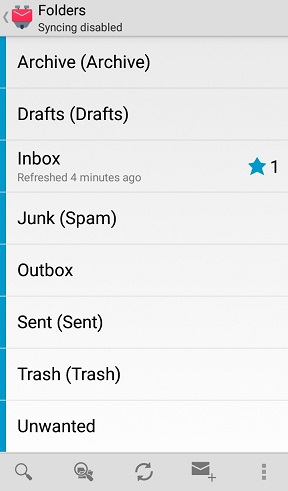 Folders
Syncing disabled
Archive (Archive)
Drafts (Drafts)
Inbox
1
Refreshed 4 minutes ago
Junk (Spam)
Outbox
Sent (Sent)
Trash (Trash)
Unwanted